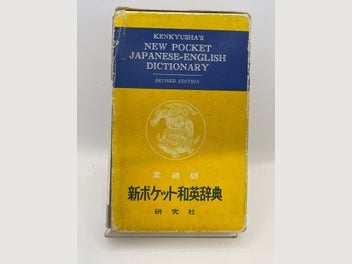 KENKYUSHA'S
NEW POCKET
JAPANESE-ENGLISH
DICTIONARY
REVISED EDITION
新ポケット和英辞典
研究社